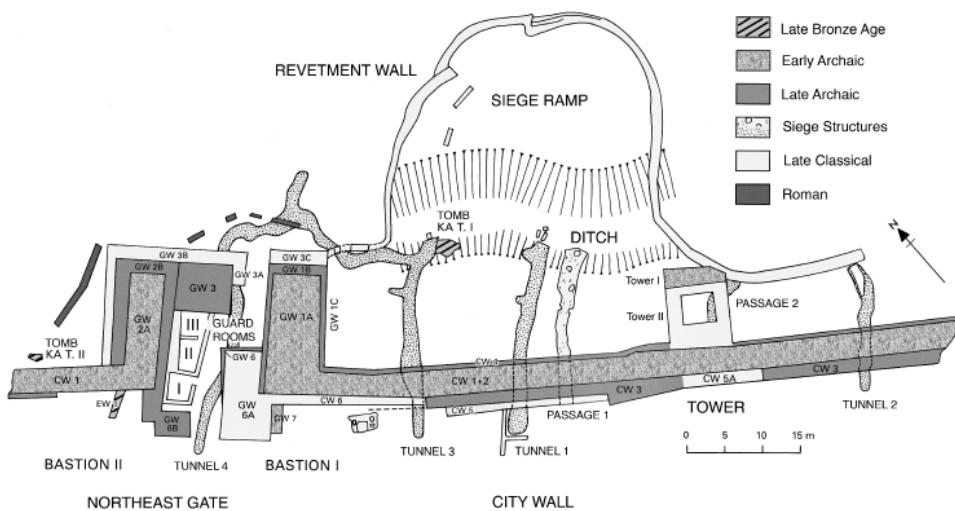 Late Bronze Age
Early Archaic
Late Archaic
Siege Structures
Late Classical
Roman
N
REVETMENT WALL
SIEGE RAMP
DITCH
TOMB
KA T. I
GW 3B
GW 2B
GW 3
GW 3A
GW 3C
GW 1B
GW
2A
GW 1A
GW 1C
GUARD
ROOMS
III
II
I
TOMB
KA T. II
CW 1
EW
GW
6B
GW 6
GW
6A
GW 7
CW 6
CW 4
CW 1+2
CW 3
CW 5A
CW 3
Tower I
Tower II
PASSAGE 2
PASSAGE 1
TOWER
TUNNEL 2
BASTION II
TUNNEL 4
BASTION I
TUNNEL 3
TUNNEL 1
0 5 10 15 m
NORTHEAST GATE
CITY WALL